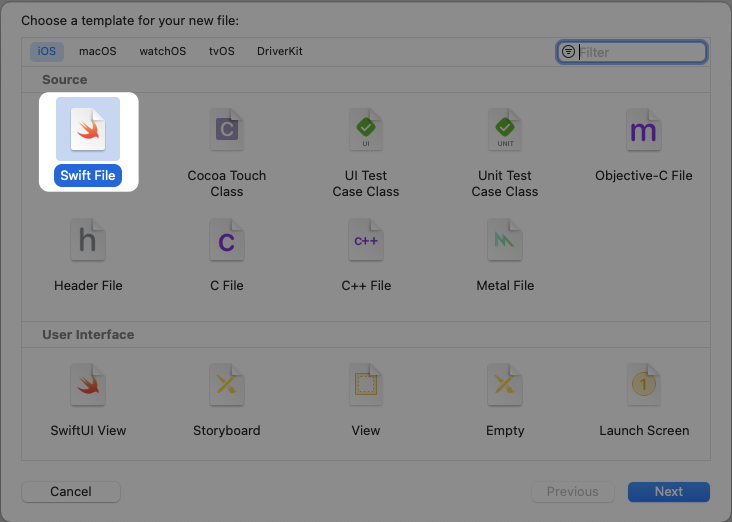 Choose a template for your new file:
iOS macOS watchOS tvOS DriverKit Filter
Source
C UI UNIT m
Swift File Cocoa Touch Class UI Test Case Class Unit Test Case Class Objective-C File
h C C++
Header File C File C++ File Metal File
User Interface
1
SwiftUI View Storyboard View Empty Launch Screen
Cancel Previous Next